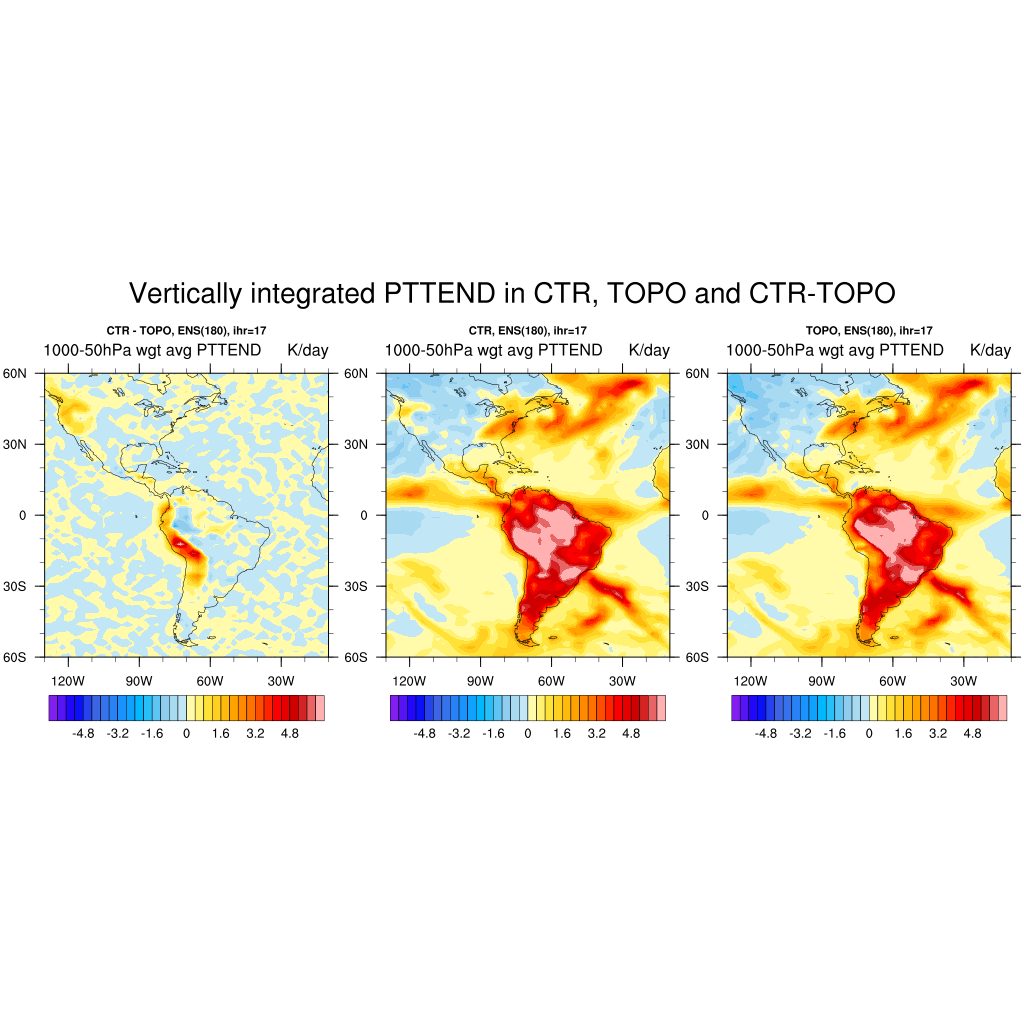 Vertically integrated PTTEND in CTR, TOPO and CTR-TOPO
CTR - TOPO, ENS(180), ihr=17
1000-50hPa wgt avg PTTEND K/day
60N
30N
0
30S
60S
120W 90W 60W 30W
-4.8 -3.2 -1.6 0 1.6 3.2 4.8
CTR, ENS(180), ihr=17
1000-50hPa wgt avg PTTEND K/day
60N
30N
0
30S
60S
120W 90W 60W 30W
-4.8 -3.2 -1.6 0 1.6 3.2 4.8
TOPO, ENS(180), ihr=17
1000-50hPa wgt avg PTTEND K/day
60N
30N
0
30S
60S
120W 90W 60W 30W
-4.8 -3.2 -1.6 0 1.6 3.2 4.8